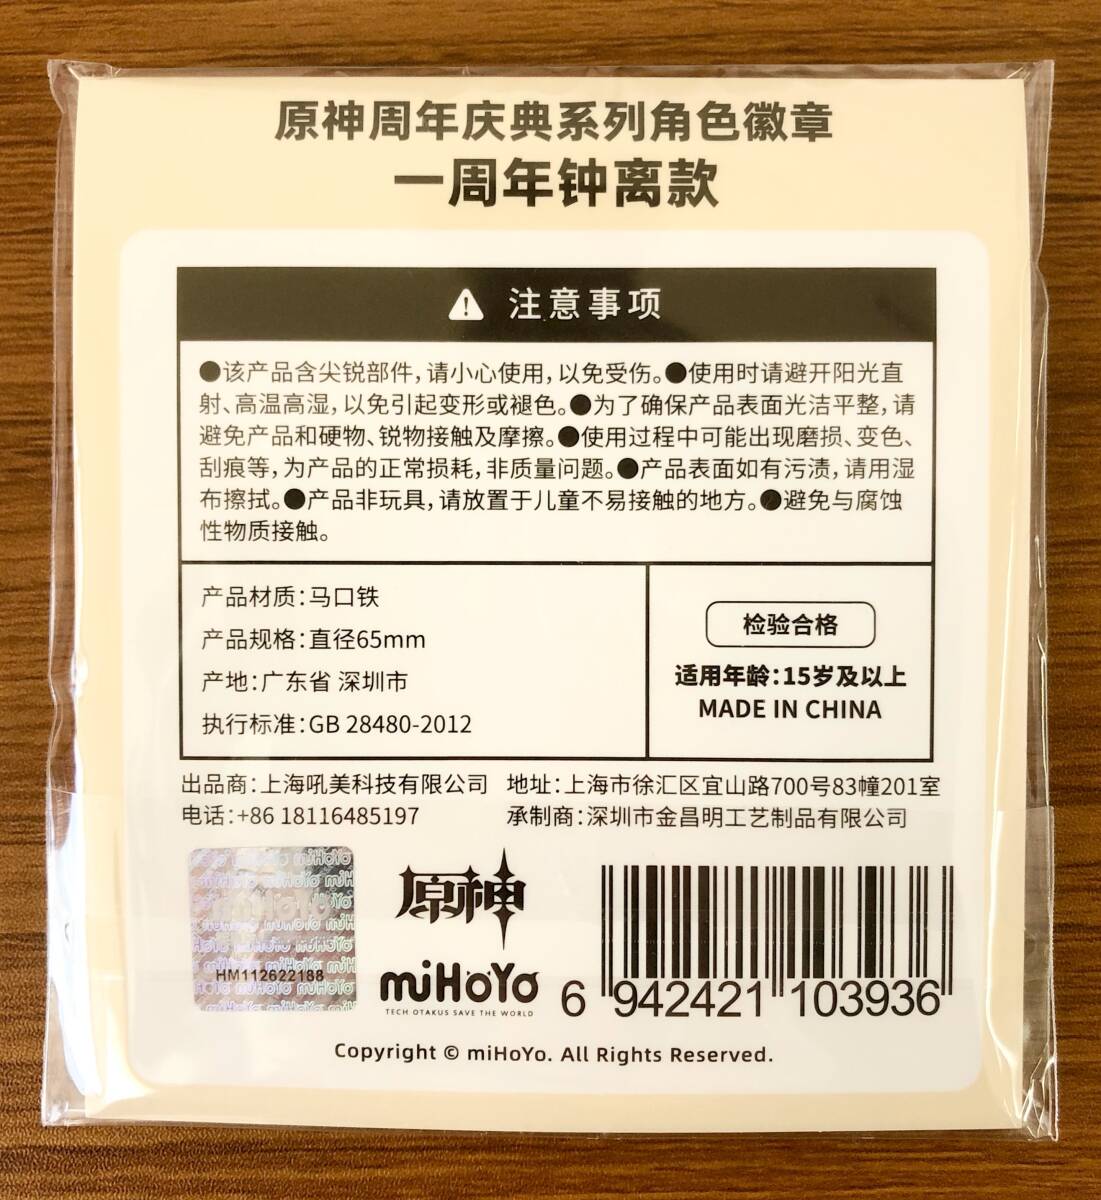 原神周年庆典系列角色徽章
一周年钟离款
注意事项
●该产品含尖锐部件,请小心使用,以免受伤。●使用时请避开阳光直
射、高温高湿,以免引起变形或褪色。●为了确保产品表面光洁平整,请
避免产品和硬物、锐物接触及摩擦。●使用过程中可能出现磨损、变色、
刮痕等,为产品的正常损耗,非质量问题。●产品表面如有污渍,请用湿
布擦拭。●产品非玩具,请放置于儿童不易接触的地方。●避免与腐蚀
性物质接触。
产品材质:马口铁
产品规格:直径65mm
产地:广东省 深圳市
执行标准:GB 28480-2012
检验合格
适用年龄:15岁及以上
MADE IN CHINA
出品商:上海吼美科技有限公司 地址:上海市徐汇区宜山路700号83幢201室
电话:+86 18116485197 承制商:深圳市金昌明工艺制品有限公司
HM112622188
原神
miHoYo
TECH OTAKUS SAVE THE WORLD
6 942421 103936
Copyright © miHoYo. All Rights Reserved.